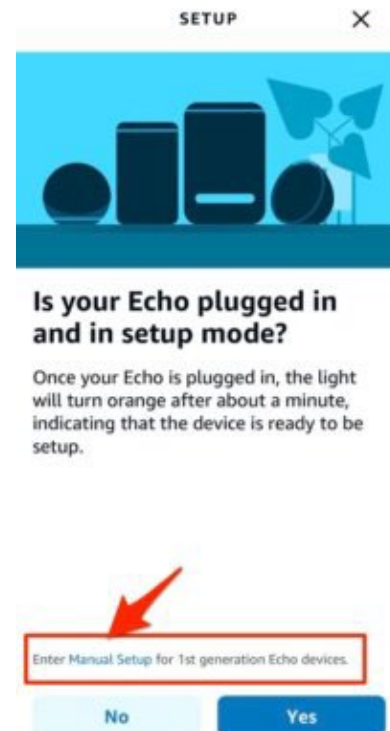 SETUP
Is your Echo plugged in
and in setup mode?
Once your Echo is plugged in, the light
will turn orange after about a minute,
indicating that the device is ready to be
setup.
Enter Manual Setup for 1st generation Echo devices.
No
Yes